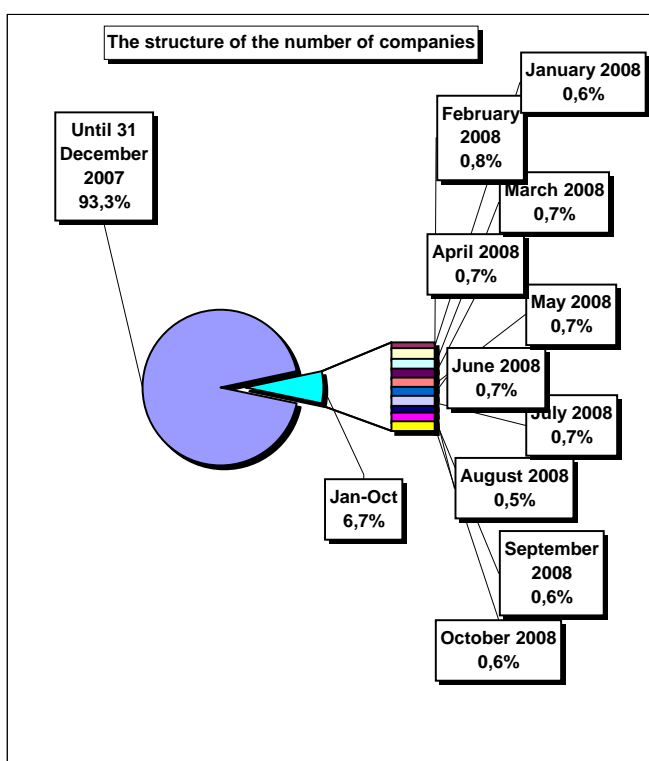 The structure of the number of companies
Until 31
December
2007
93,3%
January 2008
0,6%
February
2008
0,8%
March 2008
0,7%
April 2008
0,7%
May 2008
0,7%
June 2008
0,7%
July 2008
0,7%
August 2008
0,5%
September
2008
0,6%
October 2008
0,6%
Jan-Oct
6,7%